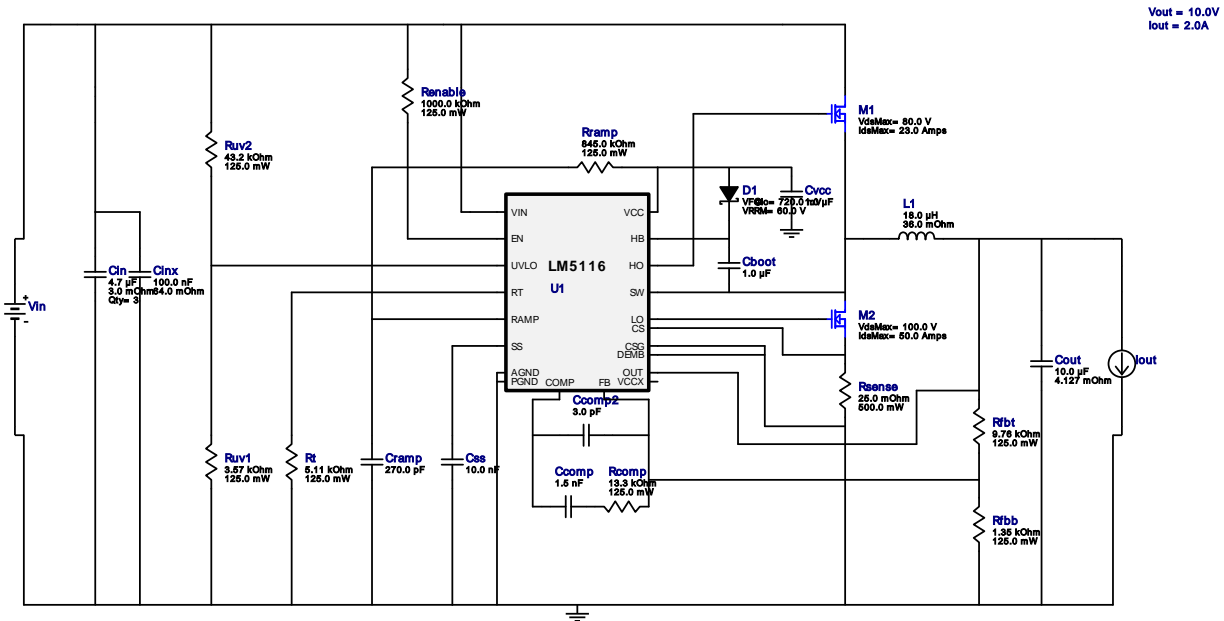 Vout = 10.0V
Iout = 2.0A
Renable
1000.0 kOhm
125.0 mW
M1
VdsMax= 80.0 V
IdsMax= 23.0 Amps
Ruv2
43.2 kOhm
125.0 mW
Rramp
845.0 kOhm
125.0 mW
D1
VRRM= 60.0 V
Cvcc
L1
18.0 µH
36.0 mOhm
VIN
EN
UVLO
RT
RAMP
SS
AGND
PGND
COMP
FB
VCC
HB
HO
SW
LO
CS
CSG
DEMB
OUT
VCCX
LM5116
U1
Cboot
1.0 µF
Vin
Cin
4.7 µF
3.0 mOhm
Qty= 3
Cinx
100.0 nF
64.0 mOhm
M2
VdsMax= 100.0 V
IdsMax= 50.0 Amps
Cout
10.0 µF
4.127 mOhm
Iout
Rsense
25.0 mOhm
500.0 mW
Ccomp2
3.0 pF
Rfbt
9.76 kOhm
125.0 mW
Ruv1
3.57 kOhm
125.0 mW
Rt
5.11 kOhm
125.0 mW
Cramp
270.0 pF
Css
10.0 nF
Ccomp
1.5 nF
Rcomp
13.3 kOhm
125.0 mW
Rfbb
1.35 kOhm
125.0 mW